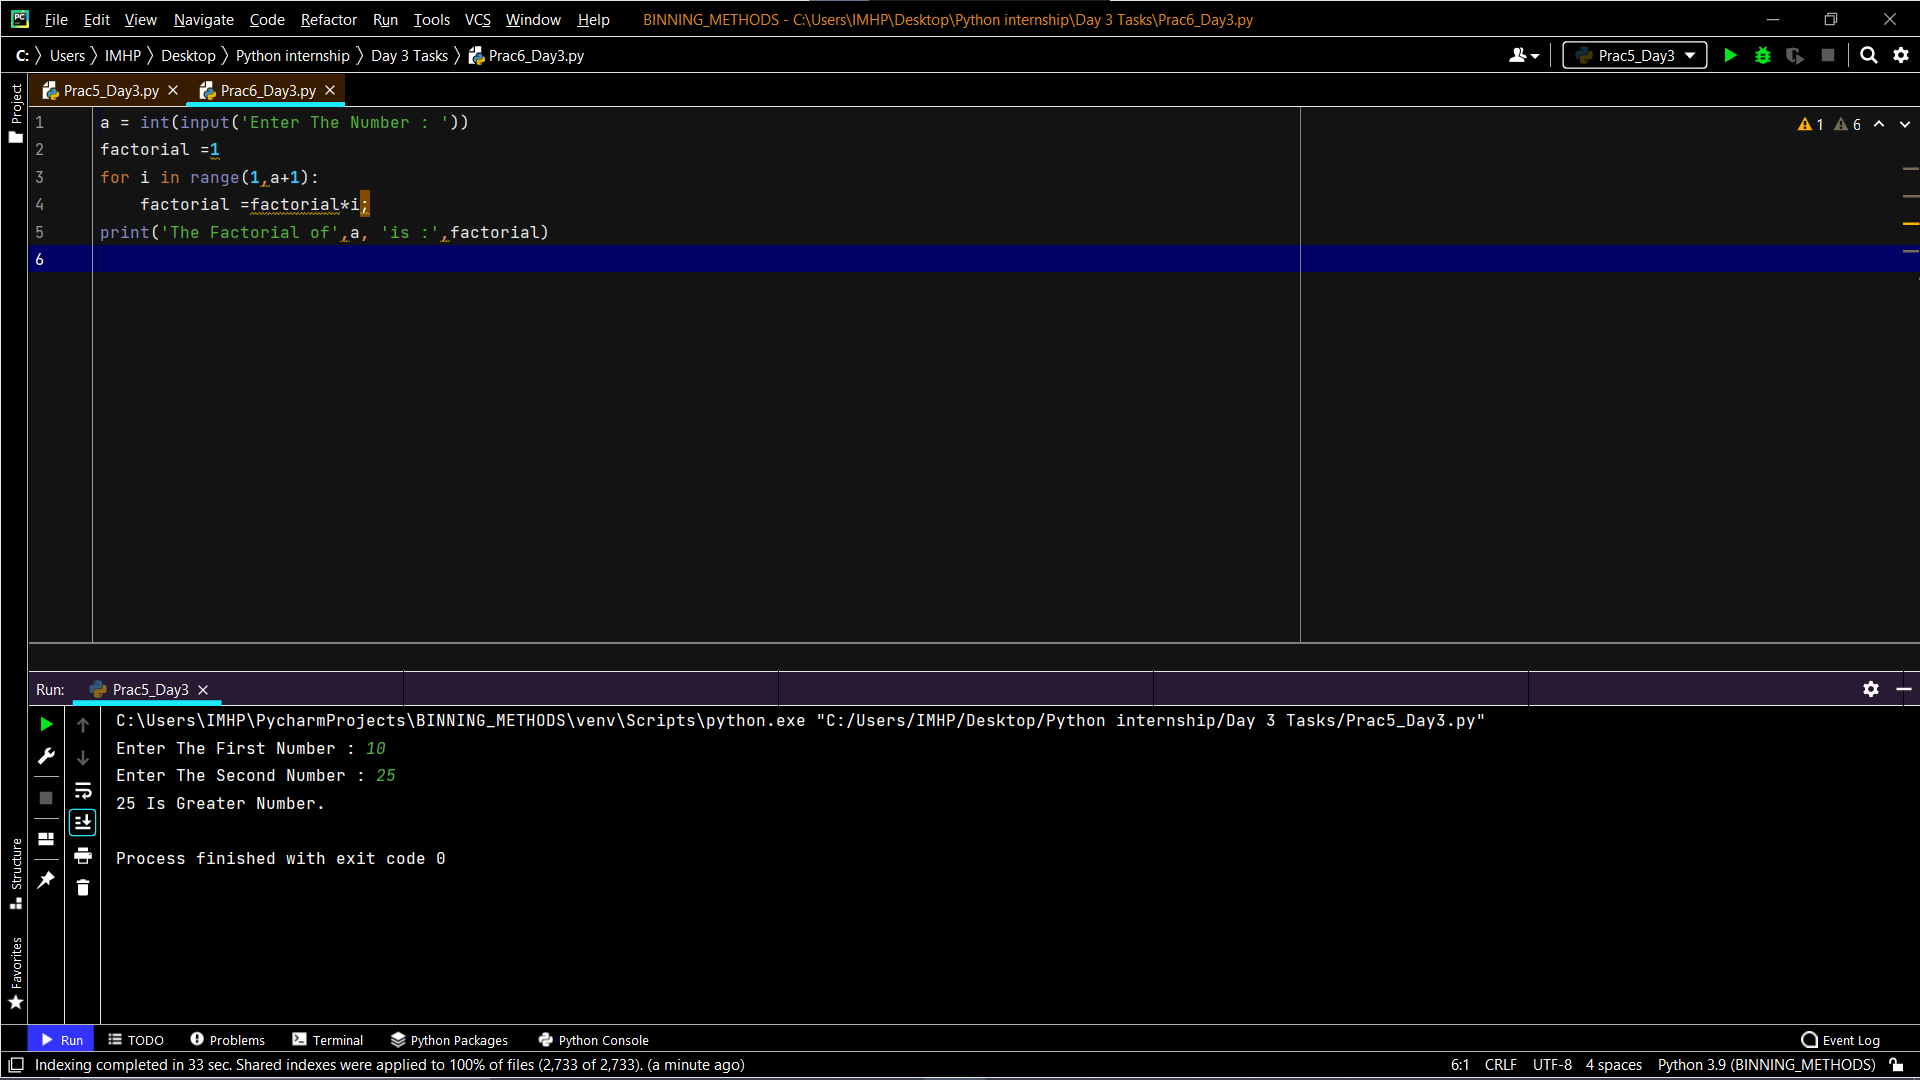 PC File Edit View Navigate Code Refactor Run Tools VCS Window Help BINNING_METHODS - C:\Users\IMHP\Desktop\Python internship\Day 3 Tasks\Prac6_Day3.py
C: Users IMHP Desktop Python internship Day 3 Tasks Prac6_Day3.py Prac5_Day3
Project
Prac5_Day3.py Prac6_Day3.py
1 a = int(input('Enter The Number : ')) 1 6
2 factorial =1
3 for i in range(1,a+1):
4 factorial =factorial*i;
5 print('The Factorial of',a, 'is :',factorial)
6
Run: Prac5_Day3
C:\Users\IMHP\PycharmProjects\BINNING_METHODS\venv\Scripts\python.exe "C:/Users/IMHP/Desktop/Python internship/Day 3 Tasks/Prac5_Day3.py"
Enter The First Number : 10
Enter The Second Number : 25
25 Is Greater Number.
Process finished with exit code 0
Structure
Favorites
Run TODO Problems Terminal Python Packages Python Console Event Log
Indexing completed in 33 sec. Shared indexes were applied to 100% of files (2,733 of 2,733). (a minute ago) 6:1 CRLF UTF-8 4 spaces Python 3.9 (BINNING_METHODS)